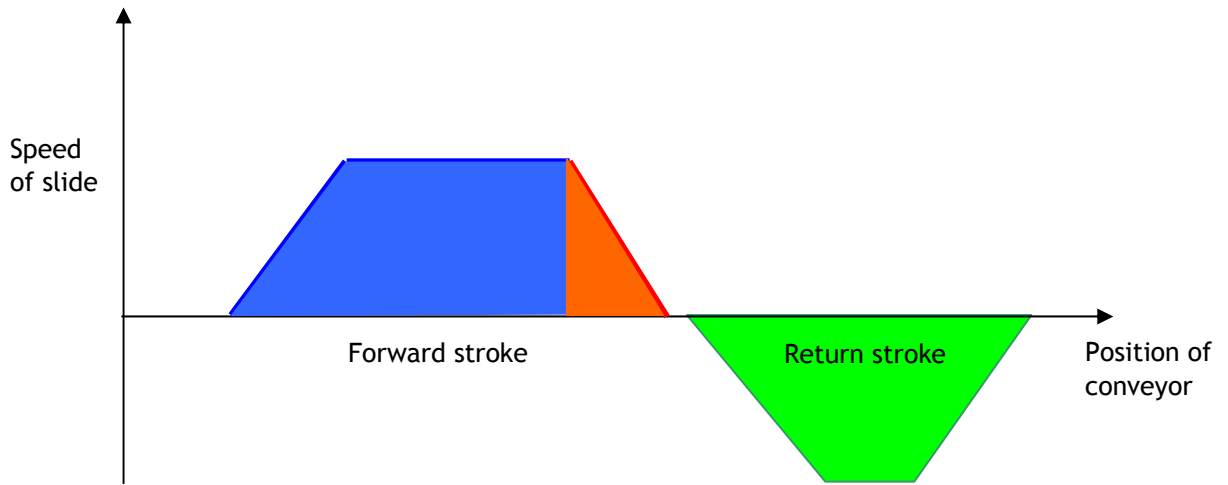 Speed
of slide
Forward stroke
Return stroke
Position of
conveyor